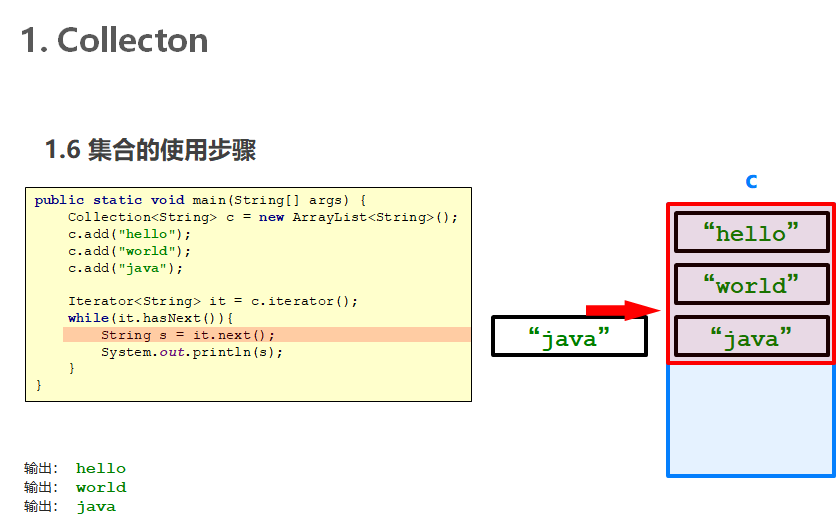 1. Collecton
1.6 集合的使用步骤
public static void main(String[] args) {
    Collection<String> c = new ArrayList<String>();
    c.add("hello");
    c.add("world");
    c.add("java");
    Iterator<String> it = c.iterator();
    while(it.hasNext()){
        String s = it.next();
        System.out.println(s);
    }
}
c
“hello”
“world”
“java”
“java”
输出: hello
输出: world
输出: java